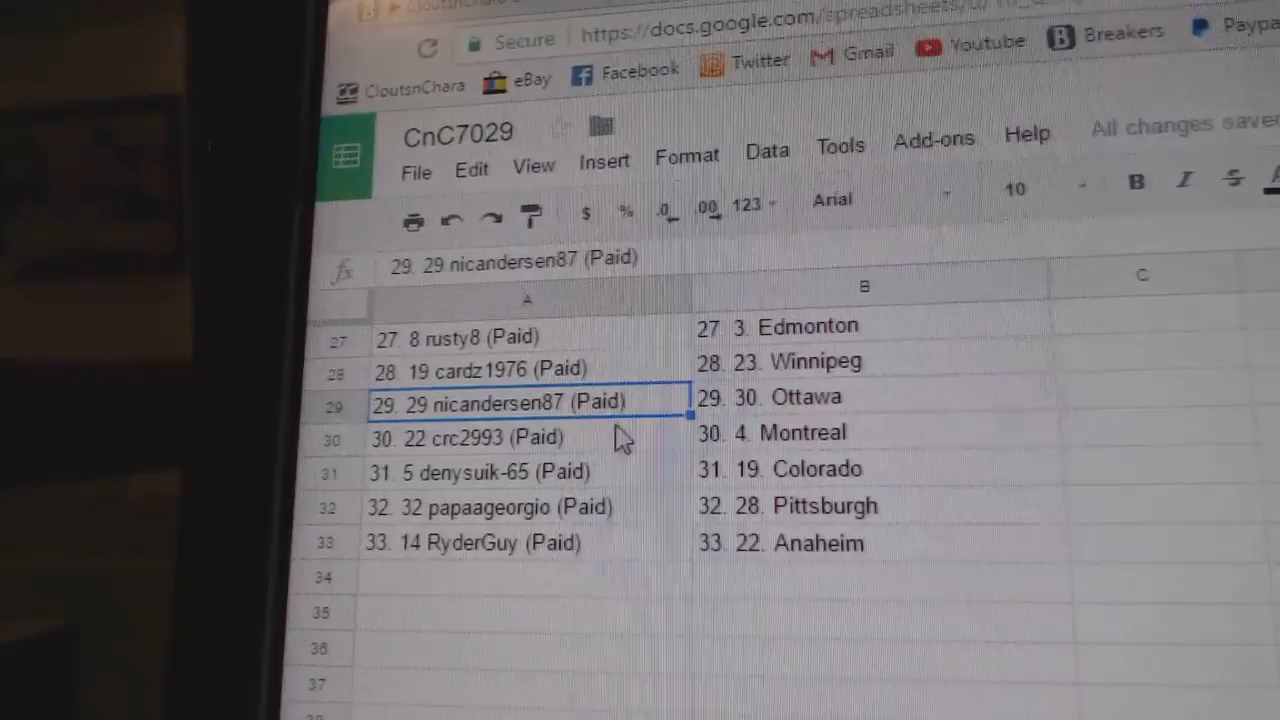 Secure https://docs.google.com/spreadsheets/u/
CloutsnChara eBay Facebook Twitter Gmail Youtube Breakers
CnC7029
File Edit View Insert Format Data Tools Add-ons Help All changes save
$ % .0 .00 123 Arial 10 B I S
fx 29. 29 nicandersen87 (Paid)
A B C
27 27. 8 rusty8 (Paid) 27. 3. Edmonton
28 28. 19 cardz1976 (Paid) 28. 23. Winnipeg
29 29. 29 nicandersen87 (Paid) 29. 30. Ottawa
30 30. 22 crc2993 (Paid) 30. 4. Montreal
31 31. 5 denysuik-65 (Paid) 31. 19. Colorado
32 32. 32 papaageorgio (Paid) 32. 28. Pittsburgh
33 33. 14 RyderGuy (Paid) 33. 22. Anaheim
34
35
36
37